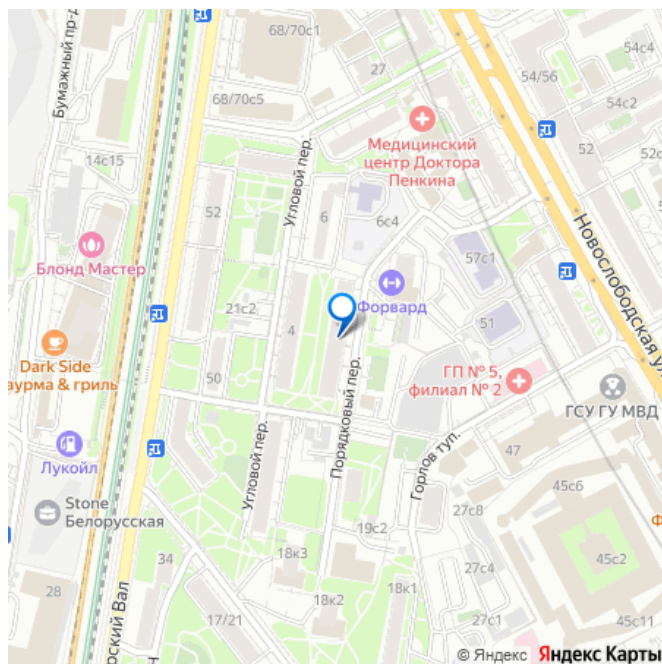 Бумажный пр-д
68/70с1
68/70с5
27
54/56
54с4
54с2
52
52с
14с15
Угловой пер.
Медицинский
центр Доктора
Пенкина
52
6
6с4
Блонд Мастер
57с1
Новослободская ул
21с2
4
Форвард
51
Dark Side
аурма & гриль
50
ГП № 5,
филиал № 2
ГСУ ГУ МВД
Порядковый пер.
Угловой пер.
Горлов туп.
Лукойл
47
45с6
Stone
Белорусская
27с8
19с2
34
18к3
27с4
45с2
28
17/21
18к2
18к1
27с1
45с11
рский Вал
© Яндекс Яндекс Карты